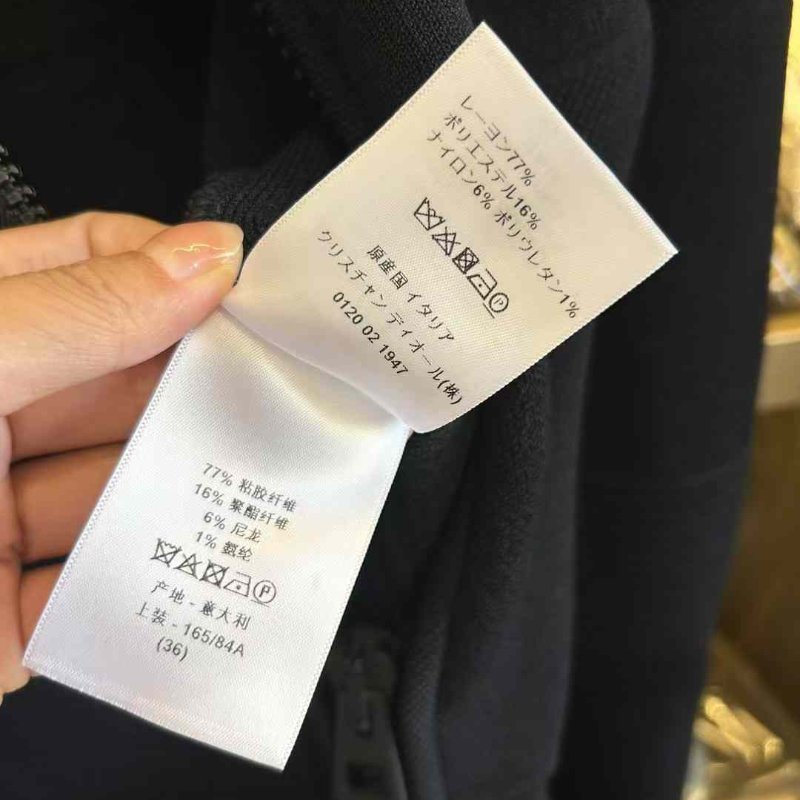 レーヨン77%
ポリエステル16%
ナイロン6% ポリウレタン1%
P
原産国 イタリア
クリスチャン ディオール(株)
0120 02 1947
77% 粘胶纤维
16% 聚酯纤维
6% 尼龙
1% 氨纶
P
产地 - 意大利
上装 - 165/84A
(36)